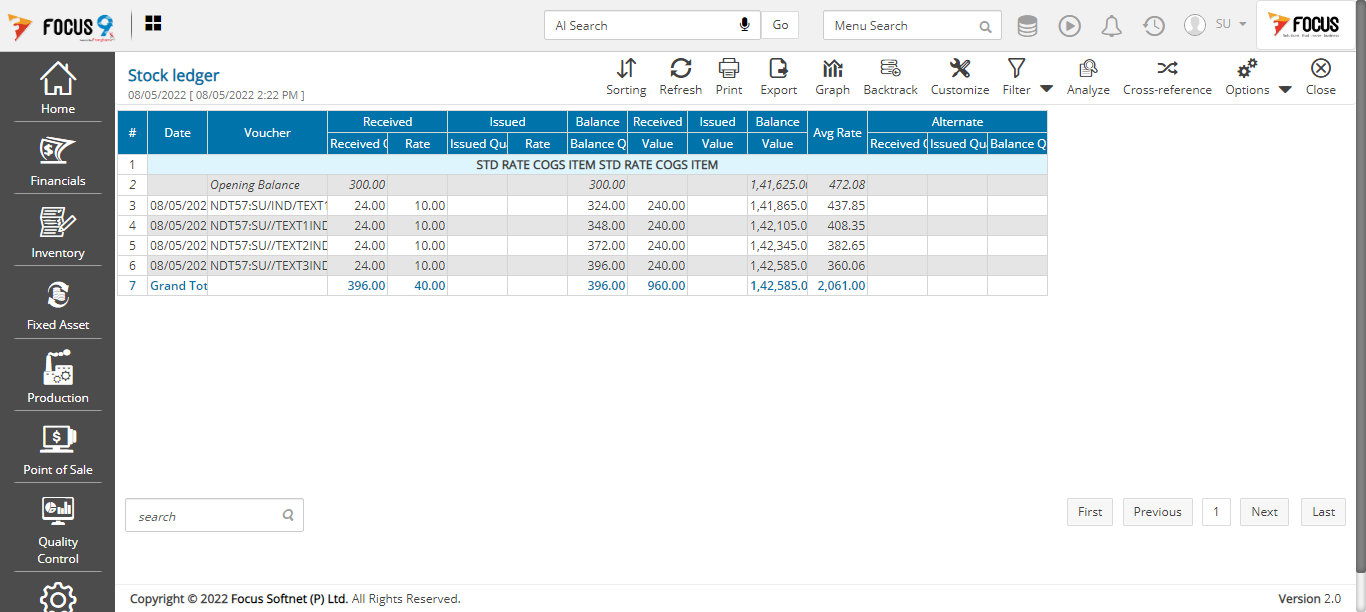 FOCUS 9
AI Search
Go
Menu Search
SU
FOCUS
Stock ledger
08/05/2022 [ 08/05/2022 2:22 PM ]
Sorting Refresh Print Export Graph Backtrack Customize Filter Analyze Cross-reference Options Close
Home
Financials
Inventory
Fixed Asset
Production
Point of Sale
Quality
Control
# Date Voucher Received Issued Balance Received Issued Balance Avg Rate Alternate
Received Q Rate Issued Qu Rate Balance Q Value Value Value Received Q Issued Qu Balance Q
1 STD RATE COGS ITEM STD RATE COGS ITEM
2 Opening Balance 300.00 300.00 1,41,625.0 472.08
3 08/05/202 NDT57:SU/IND/TEXT1 24.00 10.00 324.00 240.00 1,41,865.0 437.85
4 08/05/202 NDT57:SU//TEXT1IND 24.00 10.00 348.00 240.00 1,42,105.0 408.35
5 08/05/202 NDT57:SU//TEXT2IND 24.00 10.00 372.00 240.00 1,42,345.0 382.65
6 08/05/202 NDT57:SU//TEXT3IND 24.00 10.00 396.00 240.00 1,42,585.0 360.06
7 Grand Tot 396.00 40.00 396.00 960.00 1,42,585.0 2,061.00
search
First Previous 1 Next Last
Copyright © 2022 Focus Softnet (P) Ltd. All Rights Reserved.
Version 2.0